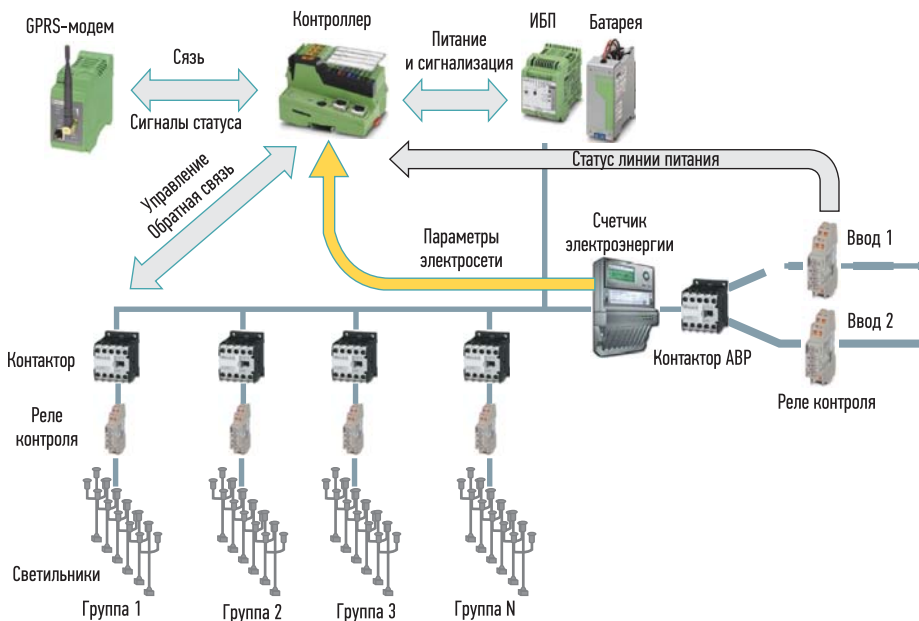 GPRS-модем
Контроллер
ИБП
Батарея
Сязь
Сигналы статуса
Питание
и сигнализация
Статус линии питания
Управление
Обратная связь
Параметры
электросети
Счетчик
электроэнергии
Ввод 1
Ввод 2
Контактор АВР
Реле контроля
Контактор
Реле
контроля
Светильники
Группа 1
Группа 2
Группа 3
Группа N